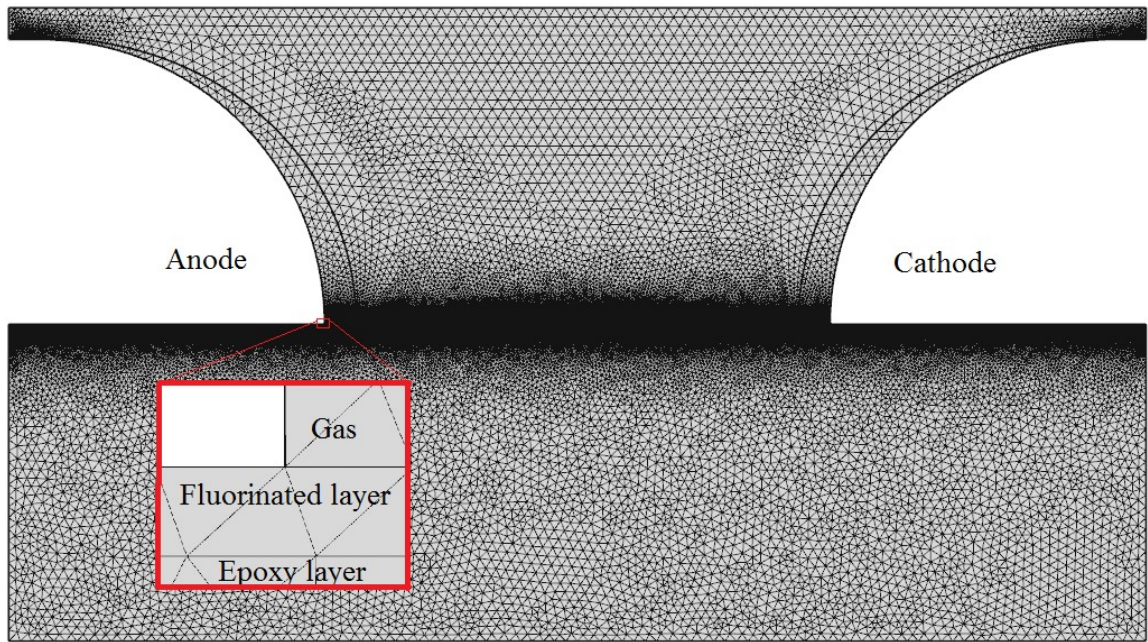 Anode
Cathode
Gas
Fluorinated layer
Epoxy layer